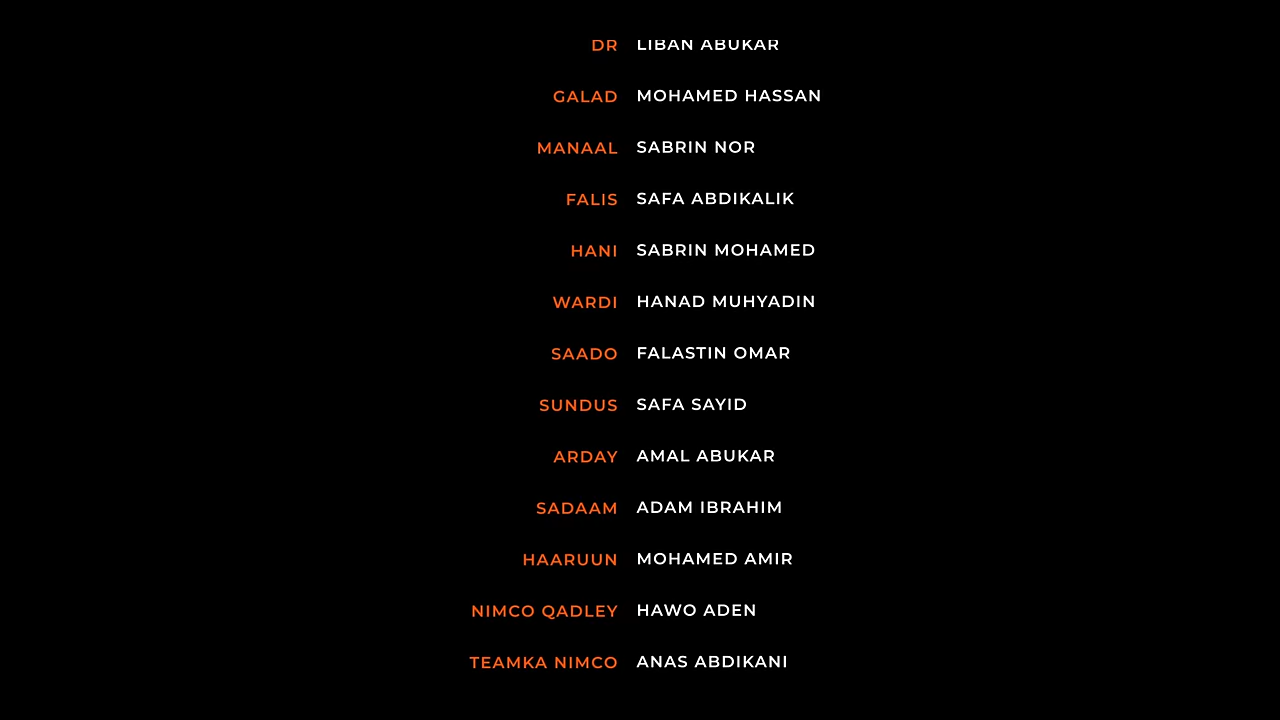 DR LIBAN ABUKAR
GALAD MOHAMED HASSAN
MANAAL SABRIN NOR
FALIS SAFA ABDIKALIK
HANI SABRIN MOHAMED
WARDI HANAD MUHYADIN
SAADO FALASTIN OMAR
SUNDUS SAFA SAYID
ARDAY AMAL ABUKAR
SADAAM ADAM IBRAHIM
HAARUUN MOHAMED AMIR
NIMCO QADLEY HAWO ADEN
TEAMKA NIMCO ANAS ABDIKANI